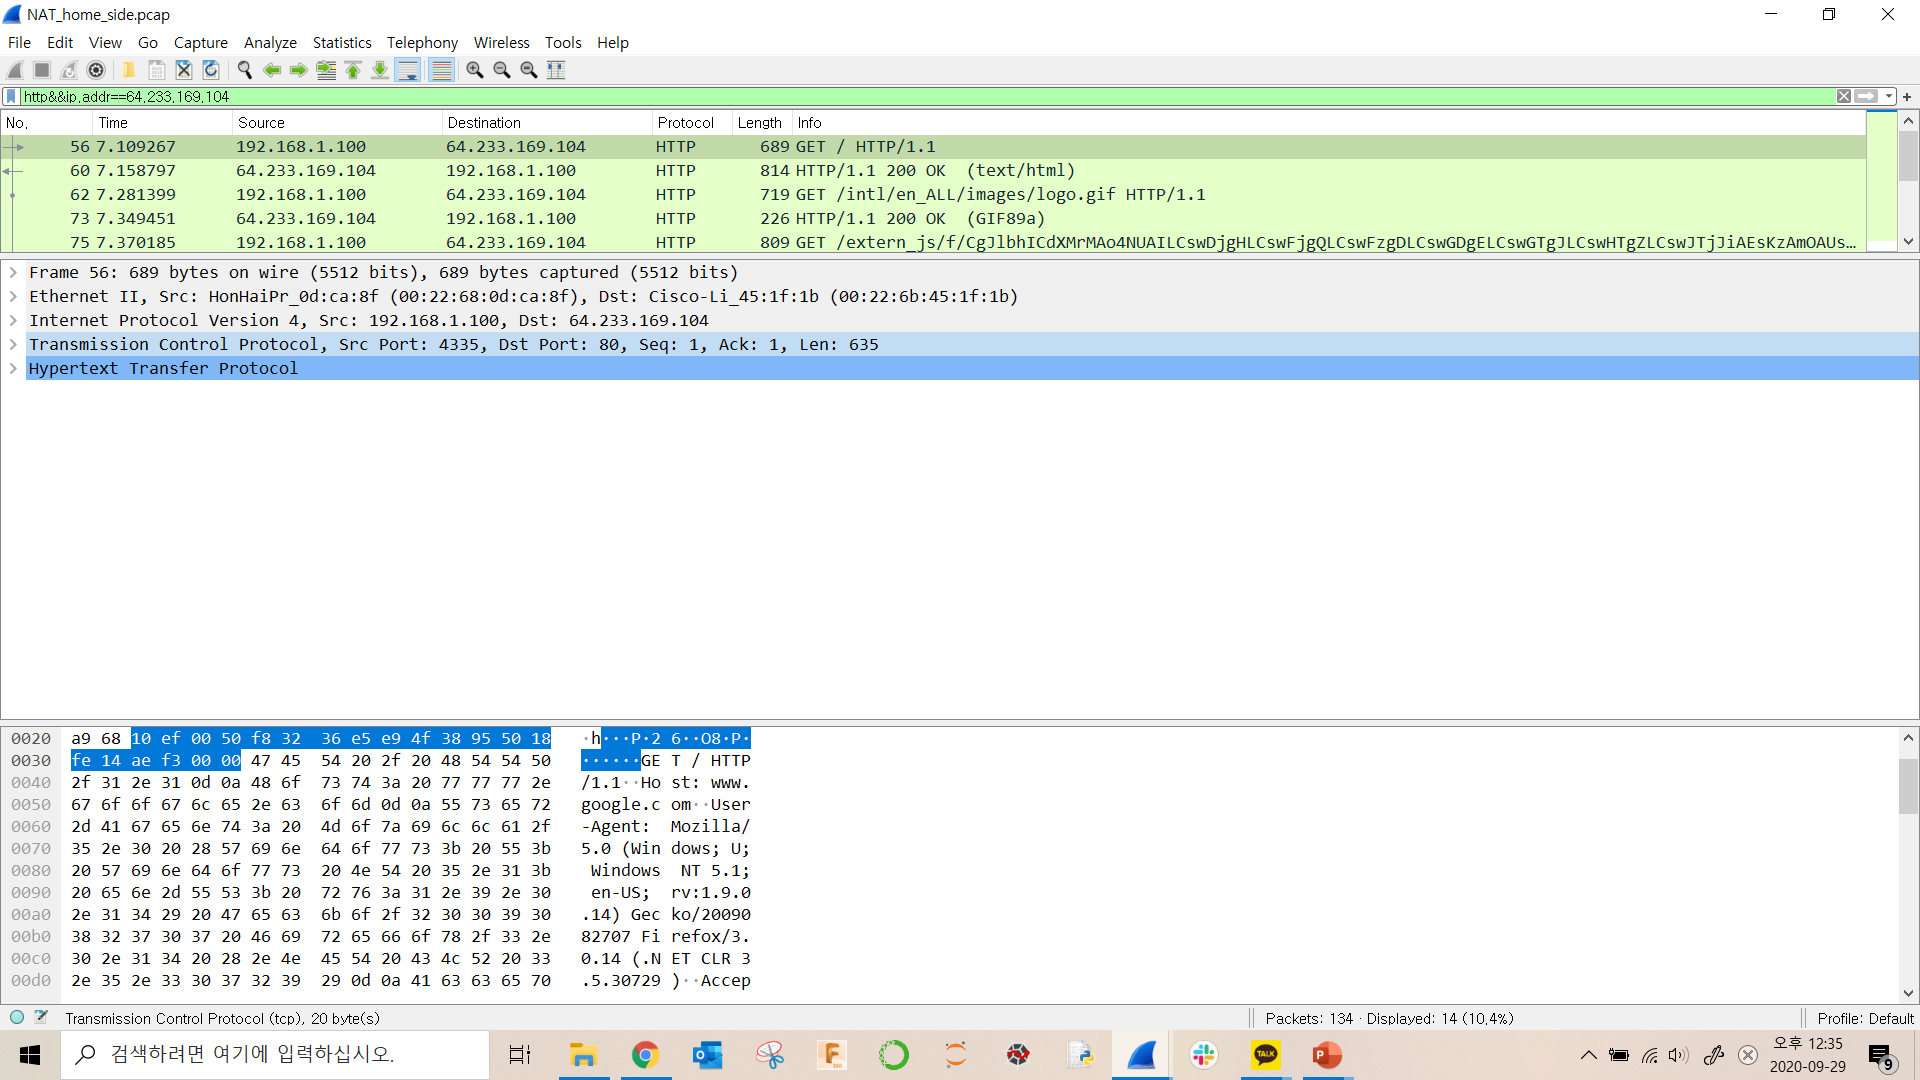 NAT_home_side.pcap
File Edit View Go Capture Analyze Statistics Telephony Wireless Tools Help
http&&ip.addr==64.233.169.104
No. Time Source Destination Protocol Length Info
56 7.109267 192.168.1.100 64.233.169.104 HTTP 689 GET / HTTP/1.1
60 7.158797 64.233.169.104 192.168.1.100 HTTP 814 HTTP/1.1 200 OK (text/html)
62 7.281399 192.168.1.100 64.233.169.104 HTTP 719 GET /intl/en_ALL/images/logo.gif HTTP/1.1
73 7.349451 64.233.169.104 192.168.1.100 HTTP 226 HTTP/1.1 200 OK (GIF89a)
75 7.370185 192.168.1.100 64.233.169.104 HTTP 809 GET /extern_js/f/CgJlbhICdXMrMAo4NUAILCswDjgHLCswFjgQLCswFzgDLCswGDgELCswGTgJLCswHTgZLCswJTjJiAEsKzAmOAUs…
Frame 56: 689 bytes on wire (5512 bits), 689 bytes captured (5512 bits)
Ethernet II, Src: HonHaiPr_0d:ca:8f (00:22:68:0d:ca:8f), Dst: Cisco-Li_45:1f:1b (00:22:6b:45:1f:1b)
Internet Protocol Version 4, Src: 192.168.1.100, Dst: 64.233.169.104
Transmission Control Protocol, Src Port: 4335, Dst Port: 80, Seq: 1, Ack: 1, Len: 635
Hypertext Transfer Protocol
0020 a9 68 10 ef 00 50 f8 32 36 e5 e9 4f 38 95 50 18 ·h···P·2 6··O8·P·
0030 fe 14 ae f3 00 00 47 45 54 20 2f 20 48 54 54 50 ······GE T / HTTP
0040 2f 31 2e 31 0d 0a 48 6f 73 74 3a 20 77 77 77 2e /1.1··Ho st: www.
0050 67 6f 6f 67 6c 65 2e 63 6f 6d 0d 0a 55 73 65 72 google.c om··User
0060 2d 41 67 65 6e 74 3a 20 4d 6f 7a 69 6c 6c 61 2f -Agent: Mozilla/
0070 35 2e 30 20 28 57 69 6e 64 6f 77 73 3b 20 55 3b 5.0 (Win dows; U;
0080 20 57 69 6e 64 6f 77 73 20 4e 54 20 35 2e 31 3b Windows NT 5.1;
0090 20 65 6e 2d 55 53 3b 20 72 76 3a 31 2e 39 2e 30 en-US; rv:1.9.0
00a0 2e 31 34 29 20 47 65 63 6b 6f 2f 32 30 30 39 30 .14) Gec ko/20090
00b0 38 32 37 30 37 20 46 69 72 65 66 6f 78 2f 33 2e 82707 Fi refox/3.
00c0 30 2e 31 34 20 28 2e 4e 45 54 20 43 4c 52 20 33 0.14 (.N ET CLR 3
00d0 2e 35 2e 33 30 37 32 39 29 0d 0a 41 63 63 65 70 .5.30729 )··Accep
Transmission Control Protocol (tcp), 20 byte(s) Packets: 134 · Displayed: 14 (10.4%) Profile: Default
검색하려면 여기에 입력하십시오.
TALK
오후 12:35
2020-09-29
9